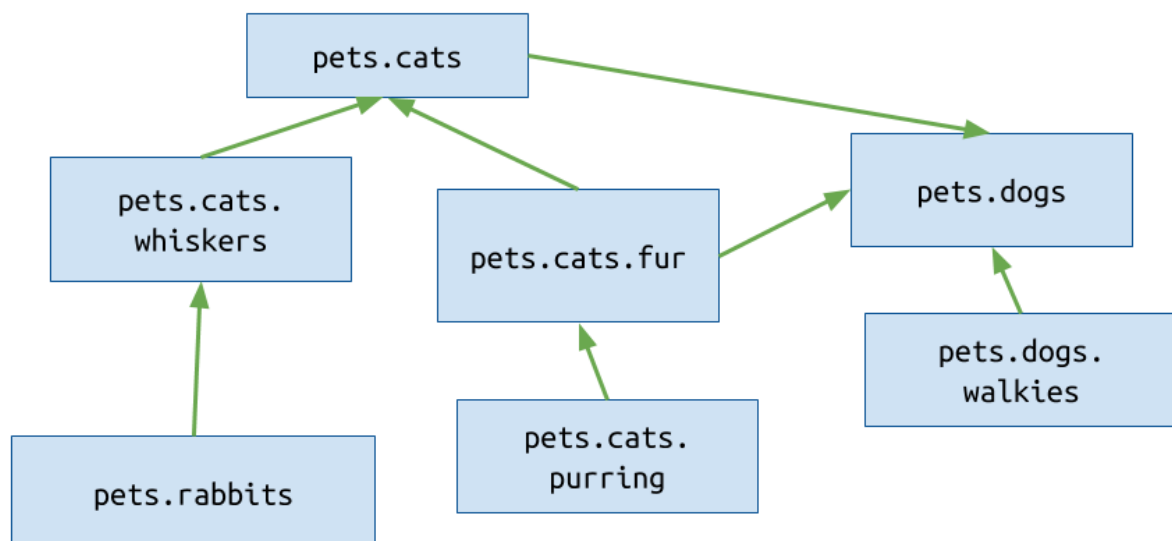 pets.cats
pets.cats.
whiskers
pets.cats.fur
pets.dogs
pets.dogs.
walkies
pets.cats.
purring
pets.rabbits